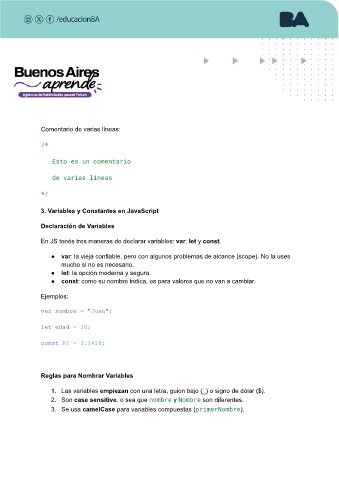 /educacionBA
BA
Buenos Aires
aprende
Agencia de Habilidades para el Futuro
Comentario de varias líneas:
/*
Esto es un comentario
de varias líneas
*/
3. Variables y Constantes en JavaScript
Declaración de Variables
En JS tenés tres maneras de declarar variables: var, let y const.
● var: la vieja confiable, pero con algunos problemas de alcance (scope). No la uses
mucho si no es necesario.
● let: la opción moderna y segura.
● const: como su nombre indica, es para valores que no van a cambiar.
Ejemplos:
var nombre = "Juan";
let edad = 30;
const PI = 3.1416;
Reglas para Nombrar Variables
1. Las variables empiezan con una letra, guion bajo (_) o signo de dólar ($).
2. Son case sensitive, o sea que nombre y Nombre son diferentes.
3. Se usa camelCase para variables compuestas (primerNombre).